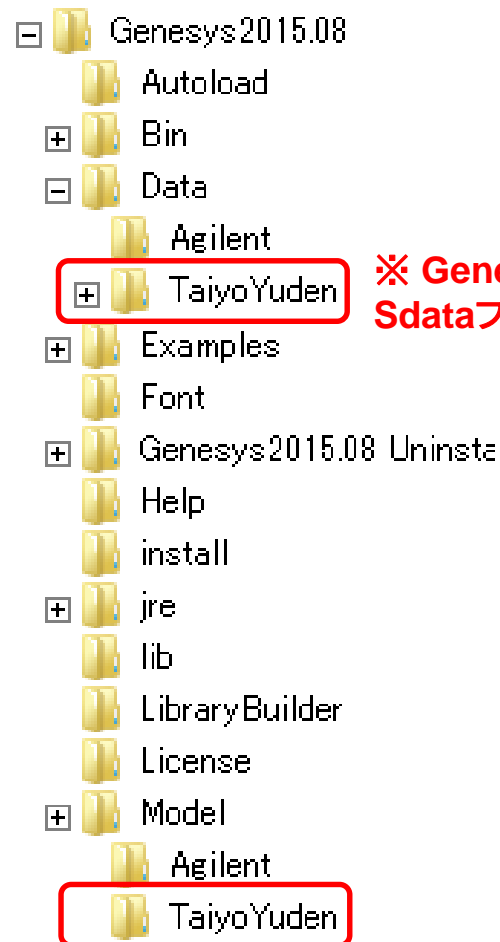 Genesys2015.08
Autoload
Bin
Data
Agilent
TaiyoYuden
※ Gene
Sdataフ
Examples
Font
Genesys2015.08 Uninsta
Help
install
jre
lib
LibraryBuilder
License
Model
Agilent
TaiyoYuden